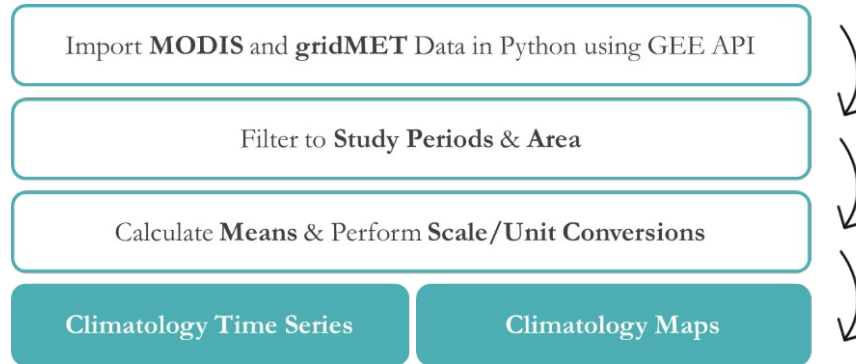 Import MODIS and gridMET Data in Python using GEE API
Filter to Study Periods & Area
Calculate Means & Perform Scale/Unit Conversions
Climatology Time Series
Climatology Maps